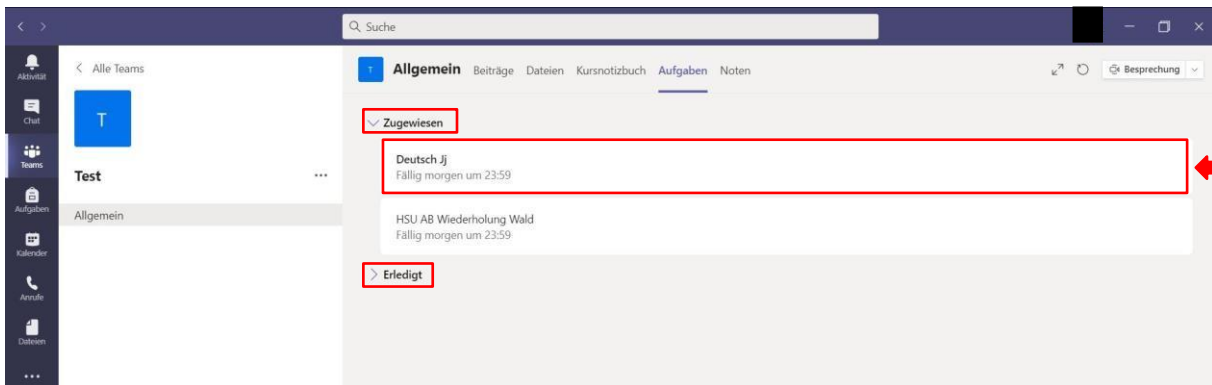 Suche
Aktivität
Chat
Teams
Aufgaben
Kalender
Anrufe
Dateien
Alle Teams
T
Test
Allgemein
T Allgemein Beiträge Dateien Kursnotizbuch Aufgaben Noten Besprechung
Zugewiesen
Deutsch Jj
Fällig morgen um 23:59
HSU AB Wiederholung Wald
Fällig morgen um 23:59
Erledigt